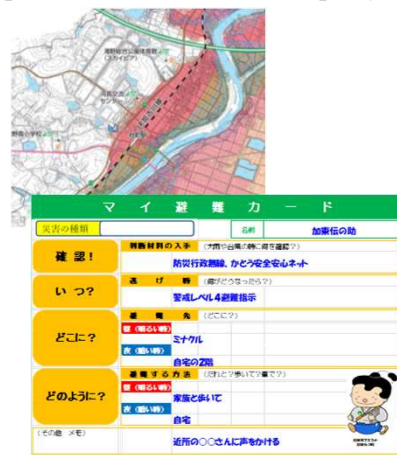 マイ避難カード
災害の種類
名前 加東伝の助
確認！
判断材料の入手 （大雨や台風の時に何を確認？）
防災行政無線、かとう安全安心ネット
いつ？
逃げ時 （何がどうなったら？）
警戒レベル4避難指示
どこに？
避難先 （どこに？）
昼（明るい時）
ミナクル
夜（暗い時）
自宅の2階
どのように？
避難する方法 （だれと？歩いて？車で？）
昼（明るい時）
家族と歩いて
夜（暗い時）
自宅
（その他 メモ）
近所の○○さんに声をかける